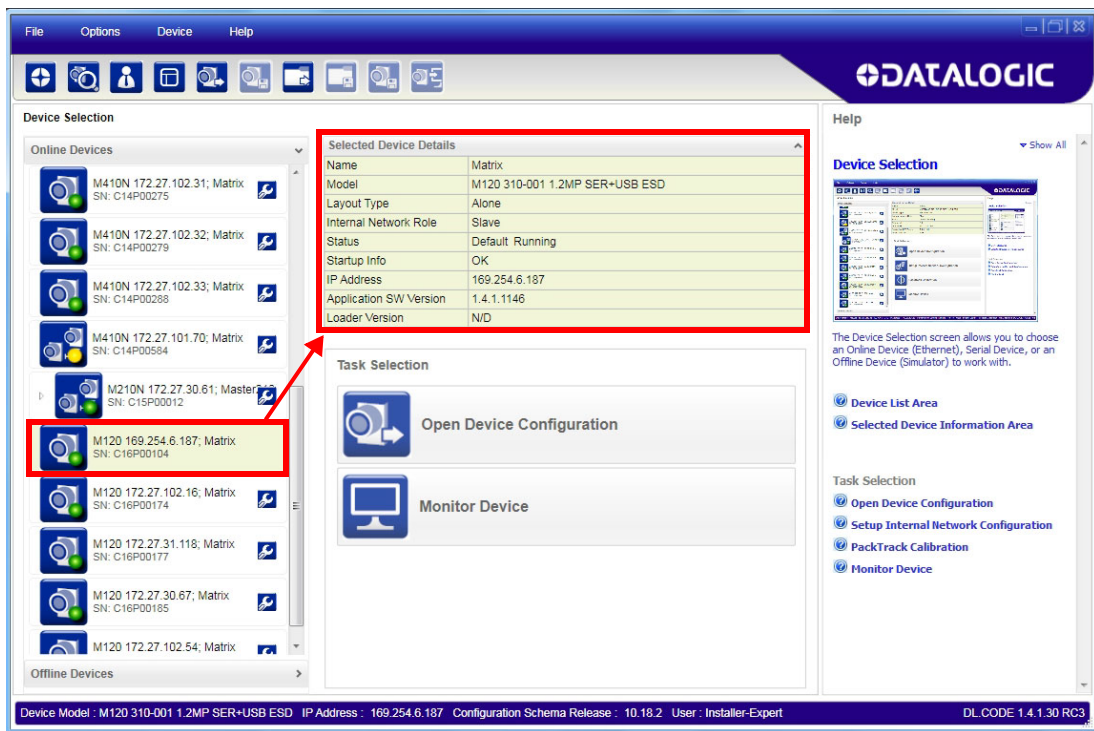 File Options Device Help
DATALOGIC
Device Selection
Online Devices
M410N 172.27.102.31; Matrix
SN: C14P00275
M410N 172.27.102.32; Matrix
SN: C14P00279
M410N 172.27.102.33; Matrix
SN: C14P00288
M410N 172.27.101.70; Matrix
SN: C14P00584
M210N 172.27.30.61; Master
SN: C15P00012
M120 169.254.6.187; Matrix
SN: C16P00104
M120 172.27.102.16; Matrix
SN: C16P00174
M120 172.27.31.118; Matrix
SN: C16P00177
M120 172.27.30.67; Matrix
SN: C16P00185
M120 172.27.102.54; Matrix
Offline Devices
Selected Device Details
Name Matrix
Model M120 310-001 1.2MP SER+USB ESD
Layout Type Alone
Internal Network Role Slave
Status Default Running
Startup Info OK
IP Address 169.254.6.187
Application SW Version 1.4.1.1146
Loader Version N/D
Task Selection
Open Device Configuration
Monitor Device
Help
Show All
Device Selection
The Device Selection screen allows you to choose
an Online Device (Ethernet), Serial Device, or an
Offline Device (Simulator) to work with.
Device List Area
Selected Device Information Area
Task Selection
Open Device Configuration
Setup Internal Network Configuration
PackTrack Calibration
Monitor Device
Device Model : M120 310-001 1.2MP SER+USB ESD IP Address : 169.254.6.187 Configuration Schema Release : 10.18.2 User : Installer-Expert DL.CODE 1.4.1.30 RC3